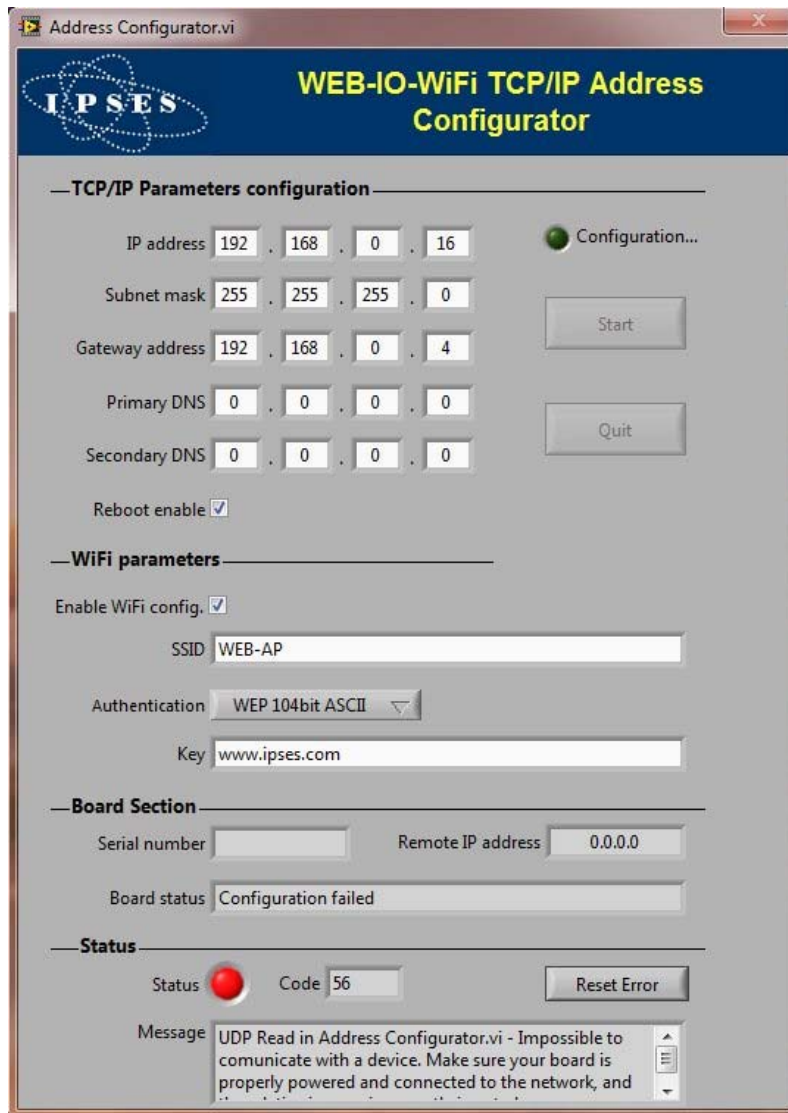 Address Configurator.vi
IPSES
WEB-IO-WiFi TCP/IP Address
Configurator
TCP/IP Parameters configuration
IP address 192 . 168 . 0 . 16
Configuration...
Subnet mask 255 . 255 . 255 . 0
Start
Gateway address 192 . 168 . 0 . 4
Primary DNS 0 . 0 . 0 . 0
Quit
Secondary DNS 0 . 0 . 0 . 0
Reboot enable
WiFi parameters
Enable WiFi config.
SSID WEB-AP
Authentication WEP 104bit ASCII
Key www.ipses.com
Board Section
Serial number
Remote IP address 0.0.0.0
Board status Configuration failed
Status
Status
Code 56
Reset Error
Message UDP Read in Address Configurator.vi - Impossible to
comunicate with a device. Make sure your board is
properly powered and connected to the network, and